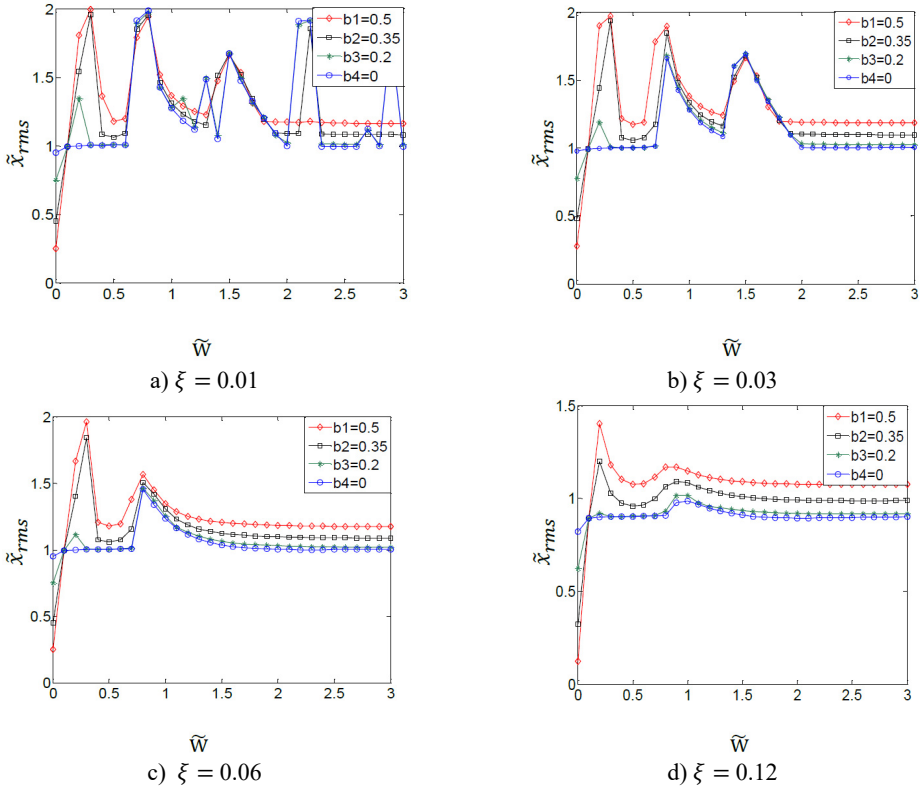 2
1.5
1
0.5
0
x̃rms
0 0.5 1 1.5 2 2.5 3
w̃
b1=0.5
b2=0.35
b3=0.2
b4=0
a) ξ = 0.01
2
1.5
1
0.5
0
x̃rms
0 0.5 1 1.5 2 2.5 3
w̃
b1=0.5
b2=0.35
b3=0.2
b4=0
b) ξ = 0.03
2
1.5
1
0.5
0
x̃rms
0 0.5 1 1.5 2 2.5 3
w̃
b1=0.5
b2=0.35
b3=0.2
b4=0
c) ξ = 0.06
1.5
1
0.5
0
x̃rms
0 0.5 1 1.5 2 2.5 3
w̃
b1=0.5
b2=0.35
b3=0.2
b4=0
d) ξ = 0.12